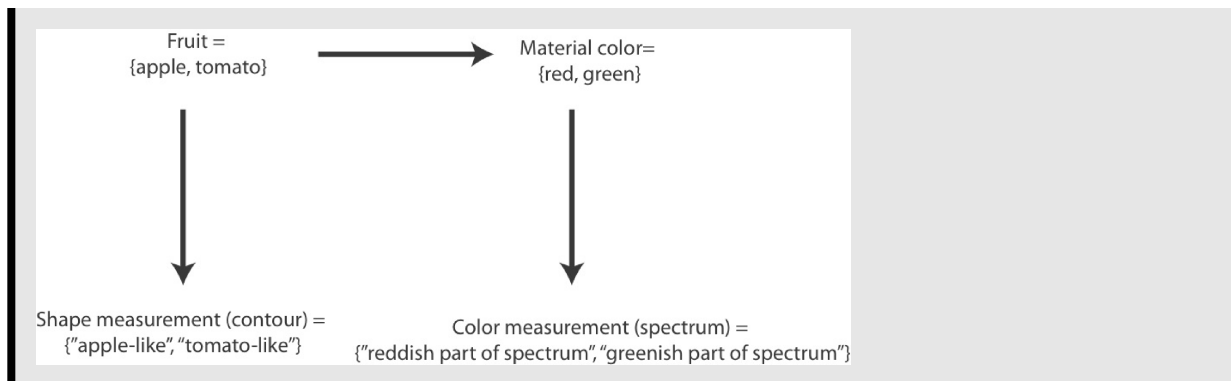 Fruit =
{apple, tomato}
Material color=
{red, green}
Shape measurement (contour) =
{"apple-like", "tomato-like"}
Color measurement (spectrum) =
{"reddish part of spectrum", "greenish part of spectrum"}